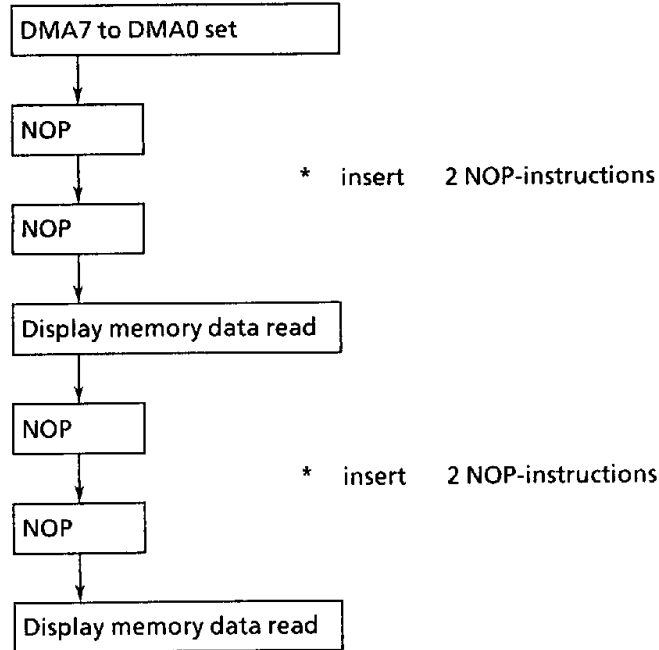 DMA7 to DMA0 set
NOP
* insert 2 NOP-instructions
NOP
Display memory data read
NOP
* insert 2 NOP-instructions
NOP
Display memory data read